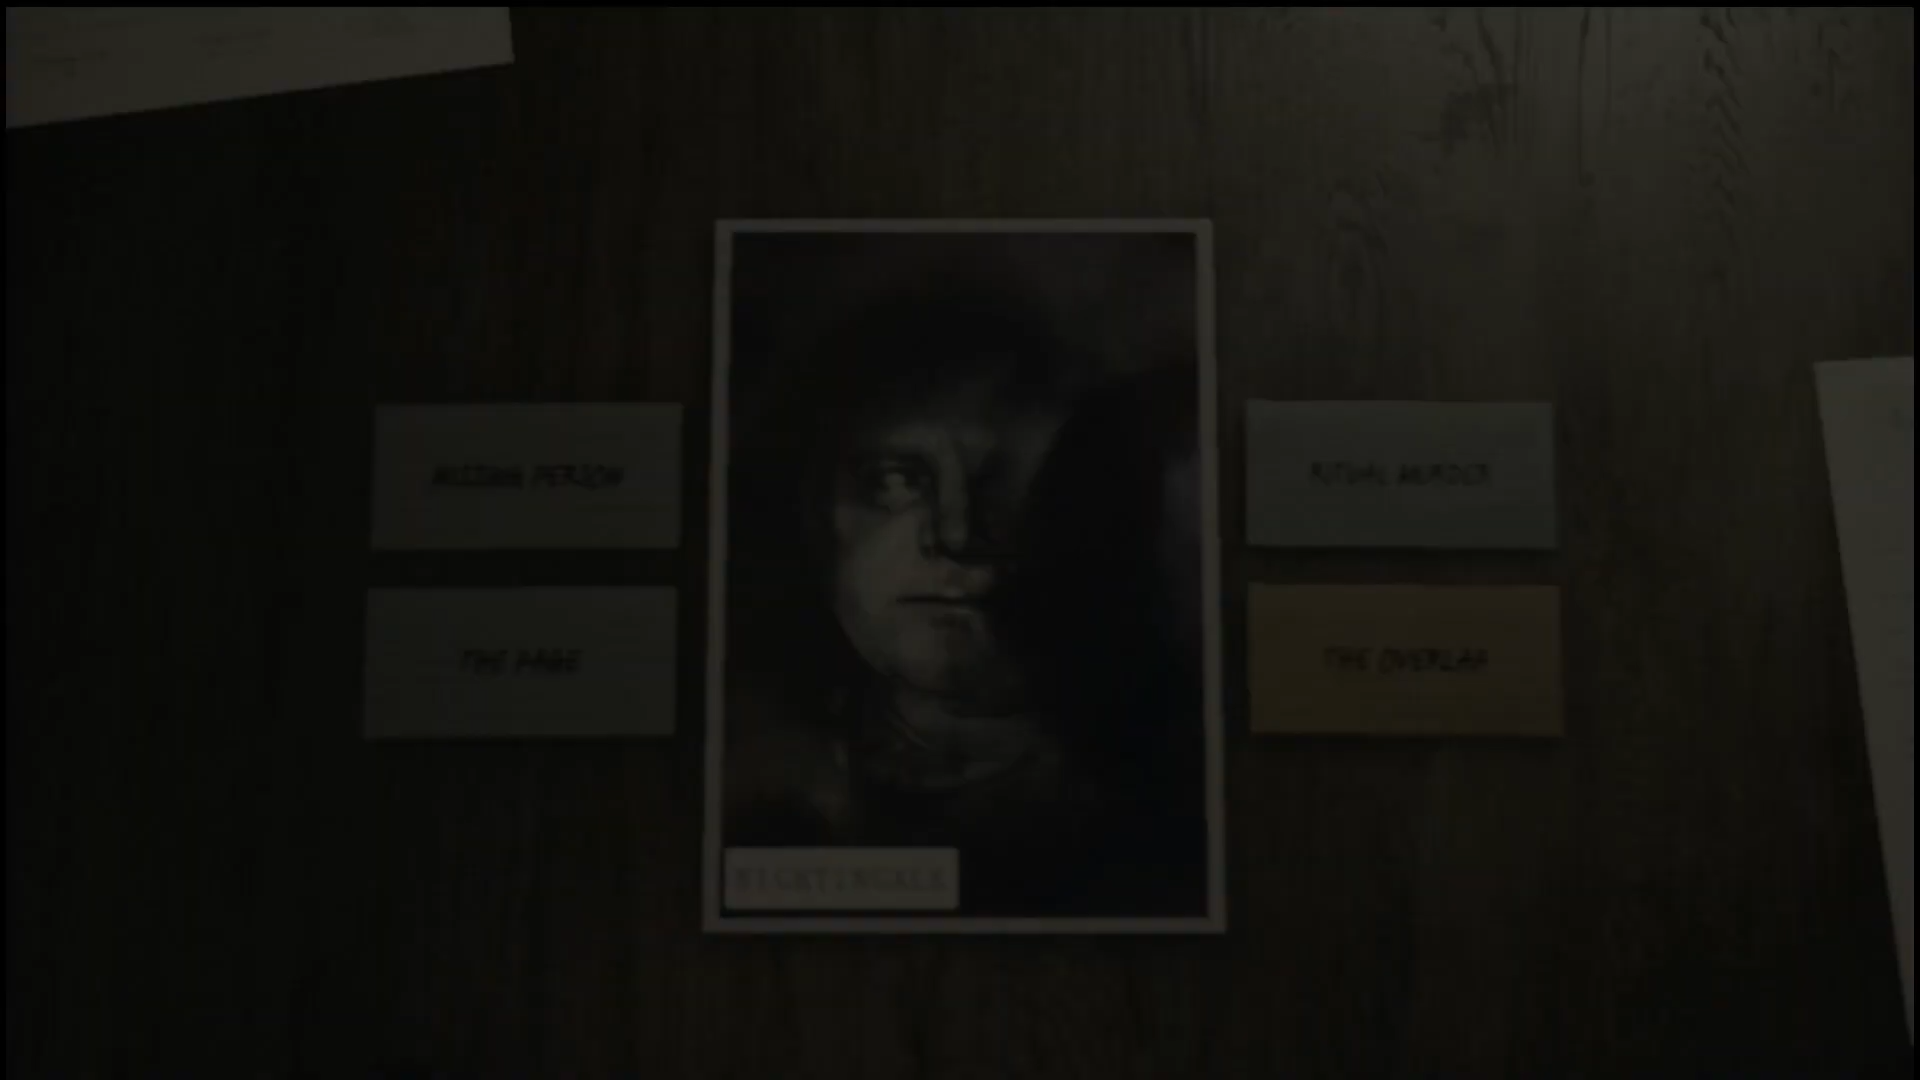 MISSING PERSON
RITUAL MURDER
THE PAGE
THE OVERLAP
NIGHTINGALE